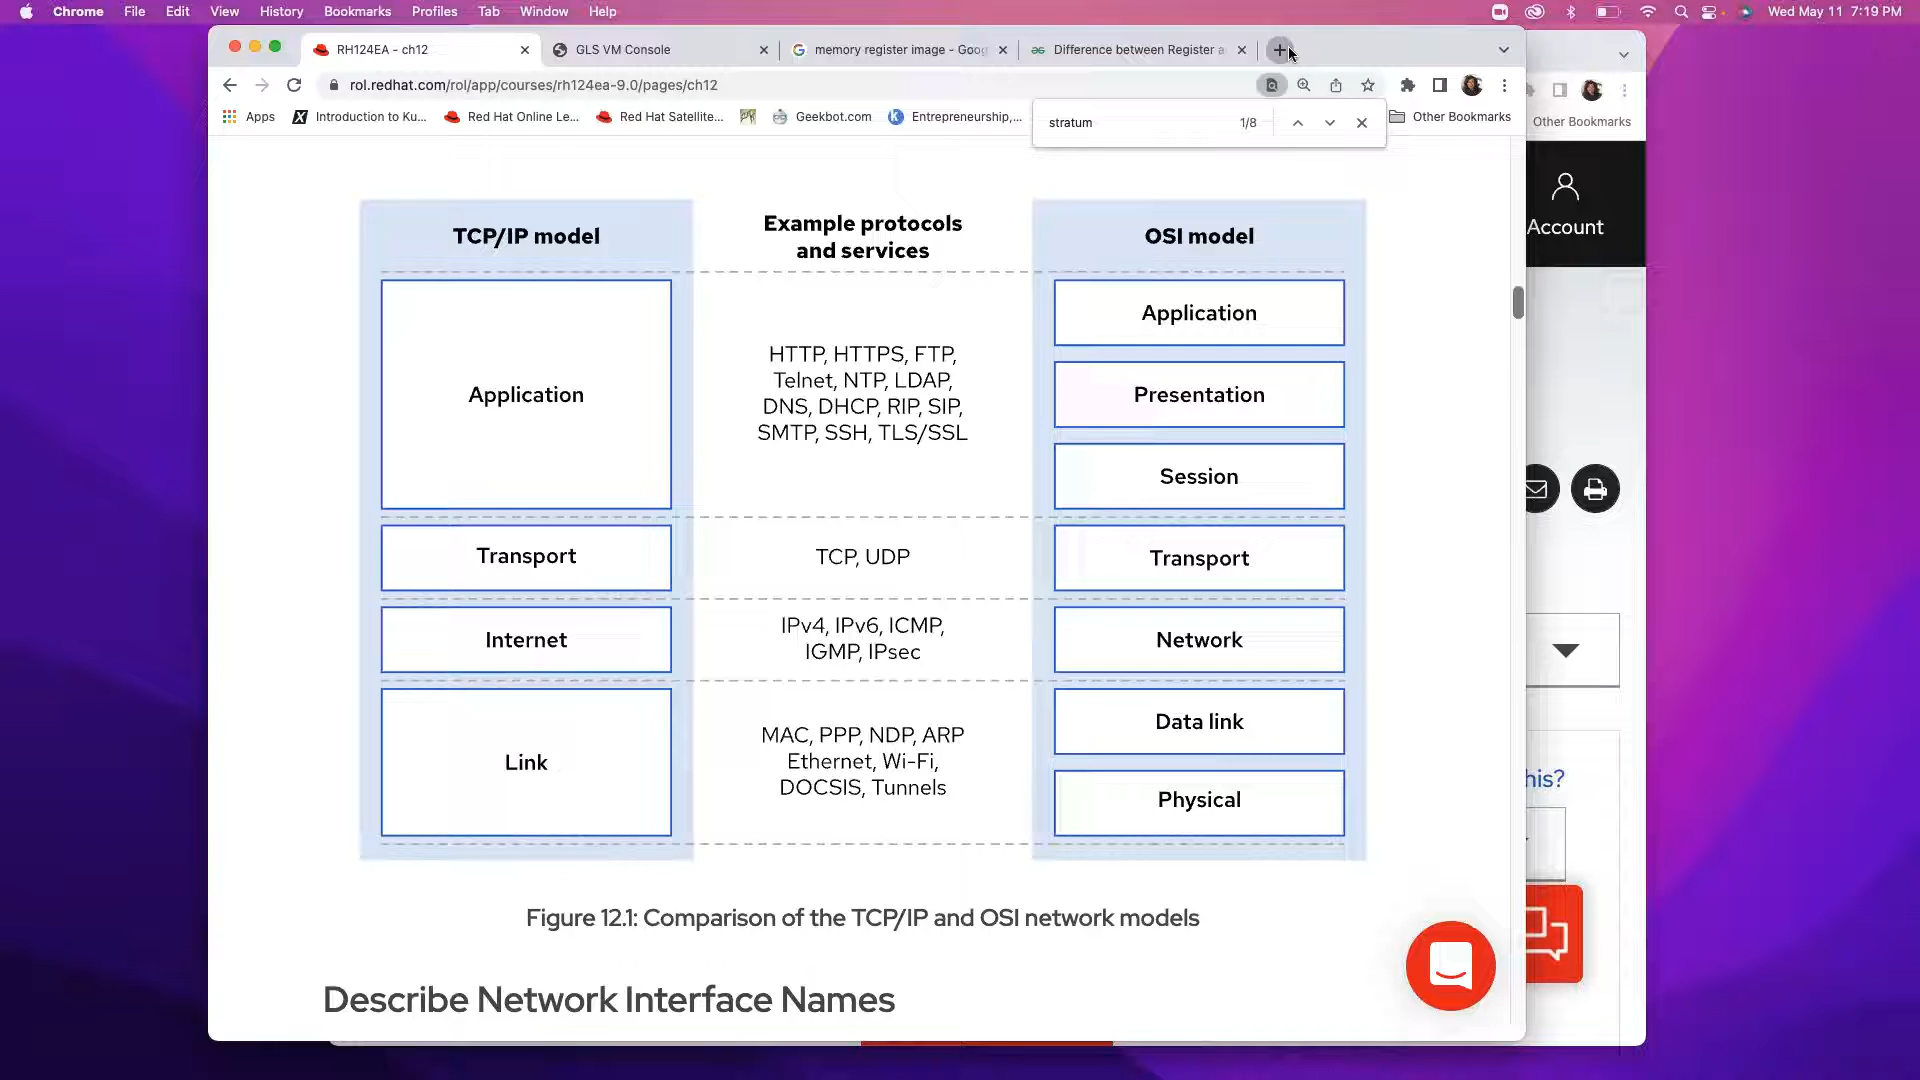 Chrome File Edit View History Bookmarks Profiles Tab Window Help
Wed May 11 7:19 PM
RH124EA - ch12
GLS VM Console
memory register image - Goog
Difference between Register a
rol.redhat.com/rol/app/courses/rh124ea-9.0/pages/ch12
Apps
Introduction to Ku...
Red Hat Online Le...
Red Hat Satellite...
Geekbot.com
Entrepreneurship,...
stratum
1/8
Other Bookmarks
Other Bookmarks
Account
TCP/IP model
Example protocols
and services
OSI model
Application
HTTP, HTTPS, FTP,
Telnet, NTP, LDAP,
DNS, DHCP, RIP, SIP,
SMTP, SSH, TLS/SSL
Application
Presentation
Session
Transport
TCP, UDP
Transport
Internet
IPv4, IPv6, ICMP,
IGMP, IPsec
Network
Link
MAC, PPP, NDP, ARP
Ethernet, Wi-Fi,
DOCSIS, Tunnels
Data link
Physical
his?
Figure 12.1: Comparison of the TCP/IP and OSI network models
Describe Network Interface Names